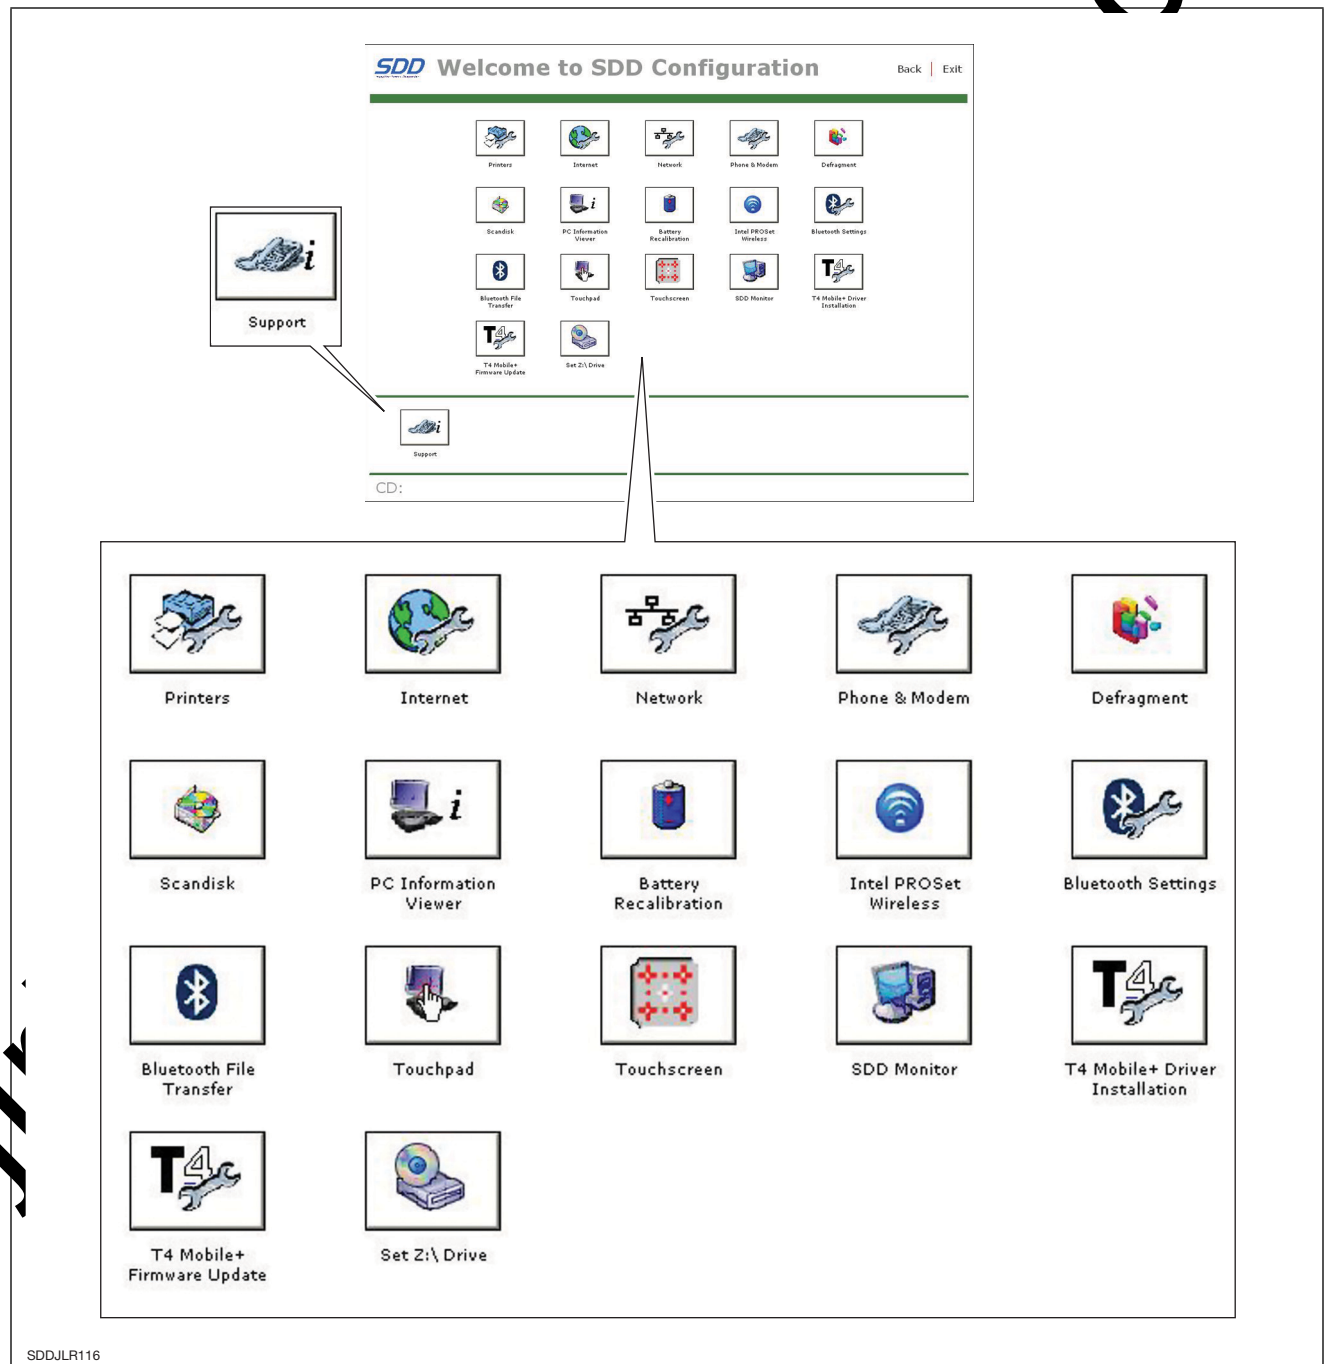 SDD Welcome to SDD Configuration Back | Exit
Printers Internet Network Phone & Modem Defragment
Scandisk PC Information Viewer Battery Recalibration Intel PROSet Wireless Bluetooth Settings
Bluetooth File Transfer Touchpad Touchscreen SDD Monitor T4 Mobile+ Driver Installation
T4 Mobile+ Firmware Update Set Z:\ Drive
i
Support
i
Support
CD:
Printers Internet Network Phone & Modem Defragment
i
Scandisk PC Information Battery Intel PROSet Bluetooth Settings
Viewer Recalibration Wireless
T4
Bluetooth File Touchpad Touchscreen SDD Monitor T4 Mobile+ Driver
Transfer Installation
T4
T4 Mobile+ Set Z:\ Drive
Firmware Update
SDDJLR116